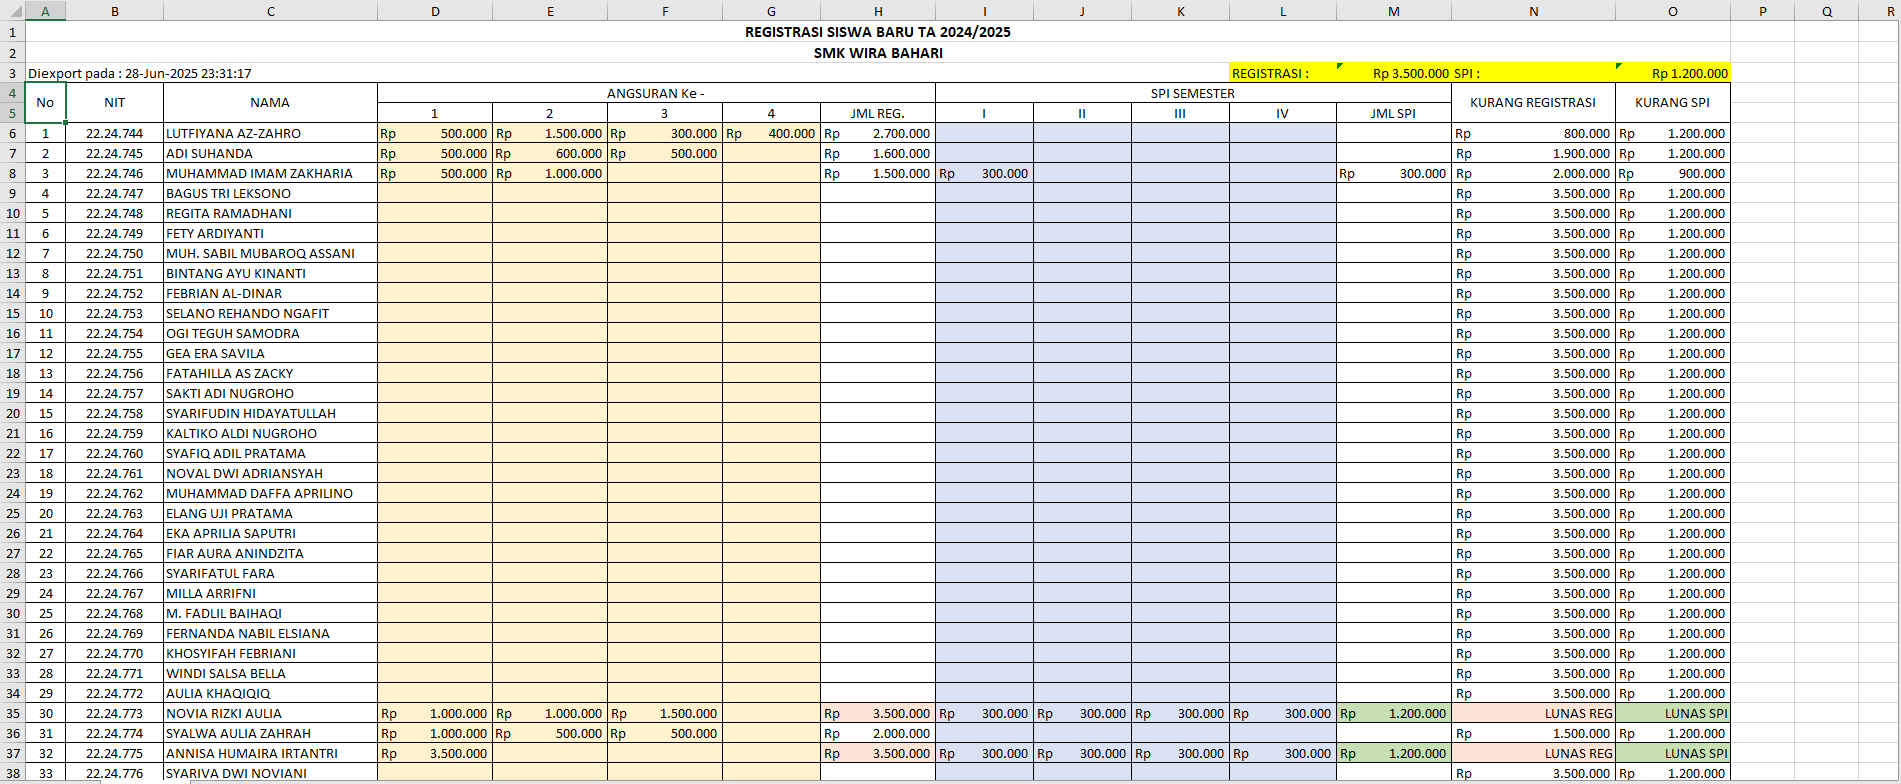 A B C D E F G H I J K L M N O P Q R
1 REGISTRASI SISWA BARU TA 2024/2025
2 SMK WIRA BAHARI
3 Diexport pada : 28-Jun-2025 23:31:17 REGISTRASI : Rp 3.500.000 SPI : Rp 1.200.000
4 No NIT NAMA ANGSURAN Ke - SPI SEMESTER KURANG REGISTRASI KURANG SPI
5 1 2 3 4 JML REG. I II III IV JML SPI
6 1 22.24.744 LUTFIYANA AZ-ZAHRO Rp 500.000 Rp 1.500.000 Rp 300.000 Rp 400.000 Rp 2.700.000 Rp 800.000 Rp 1.200.000
7 2 22.24.745 ADI SUHANDA Rp 500.000 Rp 600.000 Rp 500.000 Rp 1.600.000 Rp 1.900.000 Rp 1.200.000
8 3 22.24.746 MUHAMMAD IMAM ZAKHARIA Rp 500.000 Rp 1.000.000 Rp 1.500.000 Rp 300.000 Rp 300.000 Rp 2.000.000 Rp 900.000
9 4 22.24.747 BAGUS TRI LEKSONO Rp 3.500.000 Rp 1.200.000
10 5 22.24.748 REGITA RAMADHANI Rp 3.500.000 Rp 1.200.000
11 6 22.24.749 FETY ARDIYANTI Rp 3.500.000 Rp 1.200.000
12 7 22.24.750 MUH. SABIL MUBAROQ ASSANI Rp 3.500.000 Rp 1.200.000
13 8 22.24.751 BINTANG AYU KINANTI Rp 3.500.000 Rp 1.200.000
14 9 22.24.752 FEBRIAN AL-DINAR Rp 3.500.000 Rp 1.200.000
15 10 22.24.753 SELANO REHANDO NGAFIT Rp 3.500.000 Rp 1.200.000
16 11 22.24.754 OGI TEGUH SAMODRA Rp 3.500.000 Rp 1.200.000
17 12 22.24.755 GEA ERA SAVILA Rp 3.500.000 Rp 1.200.000
18 13 22.24.756 FATAHILLA AS ZACKY Rp 3.500.000 Rp 1.200.000
19 14 22.24.757 SAKTI ADI NUGROHO Rp 3.500.000 Rp 1.200.000
20 15 22.24.758 SYARIFUDIN HIDAYATULLAH Rp 3.500.000 Rp 1.200.000
21 16 22.24.759 KALTIKO ALDI NUGROHO Rp 3.500.000 Rp 1.200.000
22 17 22.24.760 SYAFIQ ADIL PRATAMA Rp 3.500.000 Rp 1.200.000
23 18 22.24.761 NOVAL DWI ADRIANSYAH Rp 3.500.000 Rp 1.200.000
24 19 22.24.762 MUHAMMAD DAFFA APRILINO Rp 3.500.000 Rp 1.200.000
25 20 22.24.763 ELANG UJI PRATAMA Rp 3.500.000 Rp 1.200.000
26 21 22.24.764 EKA APRILIA SAPUTRI Rp 3.500.000 Rp 1.200.000
27 22 22.24.765 FIAR AURA ANINDZITA Rp 3.500.000 Rp 1.200.000
28 23 22.24.766 SYARIFATUL FARA Rp 3.500.000 Rp 1.200.000
29 24 22.24.767 MILLA ARRIFNI Rp 3.500.000 Rp 1.200.000
30 25 22.24.768 M. FADLIL BAIHAQI Rp 3.500.000 Rp 1.200.000
31 26 22.24.769 FERNANDA NABIL ELSIANA Rp 3.500.000 Rp 1.200.000
32 27 22.24.770 KHOSYIFAH FEBRIANI Rp 3.500.000 Rp 1.200.000
33 28 22.24.771 WINDI SALSA BELLA Rp 3.500.000 Rp 1.200.000
34 29 22.24.772 AULIA KHAQIQIQ Rp 3.500.000 Rp 1.200.000
35 30 22.24.773 NOVIA RIZKI AULIA Rp 1.000.000 Rp 1.000.000 Rp 1.500.000 Rp 3.500.000 Rp 300.000 Rp 300.000 Rp 300.000 Rp 300.000 Rp 1.200.000 LUNAS REG LUNAS SPI
36 31 22.24.774 SYALWA AULIA ZAHRAH Rp 1.000.000 Rp 500.000 Rp 500.000 Rp 2.000.000 Rp 1.500.000 Rp 1.200.000
37 32 22.24.775 ANNISA HUMAIRA IRTANTRI Rp 3.500.000 Rp 3.500.000 Rp 300.000 Rp 300.000 Rp 300.000 Rp 300.000 Rp 1.200.000 LUNAS REG LUNAS SPI
38 33 22.24.776 SYARIVA DWI NOVIANI Rp 3.500.000 Rp 1.200.000